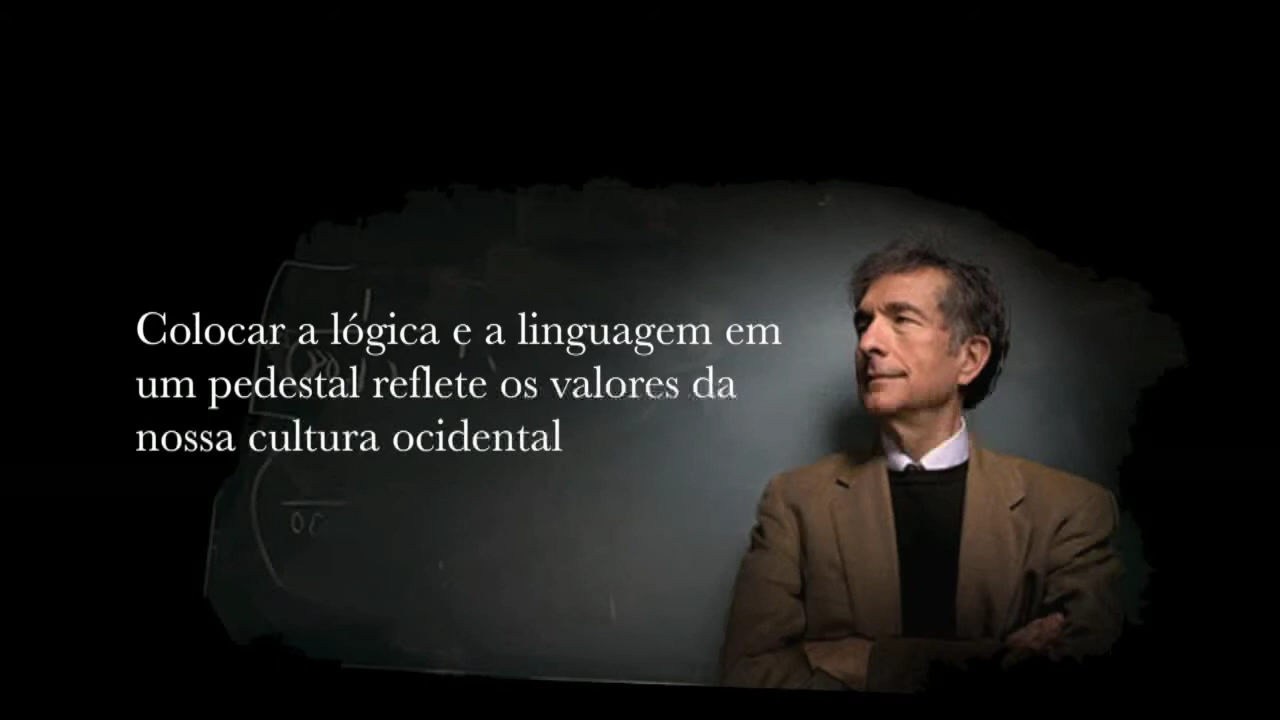 Colocar a lógica e a linguagem em
um pedestal reflete os valores da
nossa cultura ocidental